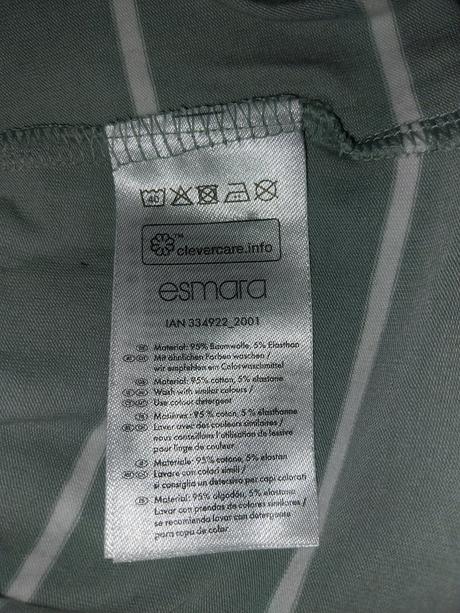 40
clevercare.info™
esmara
IAN 334922_2001
Material: 95% Baumwolle, 5% Elasthan
Mit ähnlichen Farben waschen /
wir empfehlen ein Colorwaschmittel
Material: 95% cotton, 5% elastane
Wash with similar colours /
Use colour detergent
Matières: 95% coton, 5% élasthanne
Laver avec des couleurs similaires /
nous conseillons l'utilisation de lessive
pour linge de couleur
Materiale: 95% cotone, 5% elastan
Lavare con colori simili /
si consiglia un detersivo per capi colorati
Material: 95% algodón, 5% elastano
Lavar con prendas de colores similares /
se recomienda lavar con detergente
para ropa de color